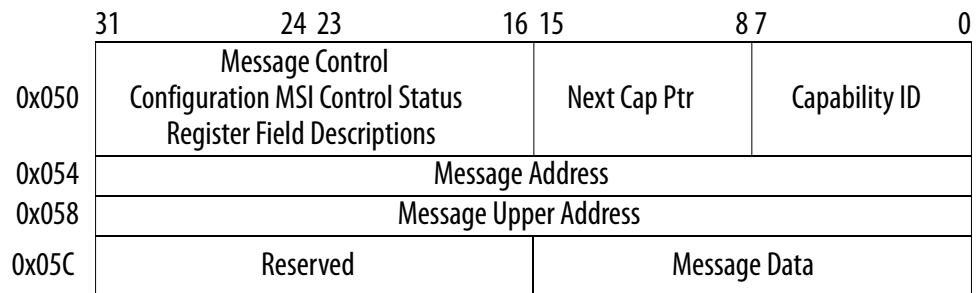 31 24 23 16 15 8 7 0
0x050 Message Control
Configuration MSI Control Status
Register Field Descriptions Next Cap Ptr Capability ID
0x054 Message Address
0x058 Message Upper Address
0x05C Reserved Message Data